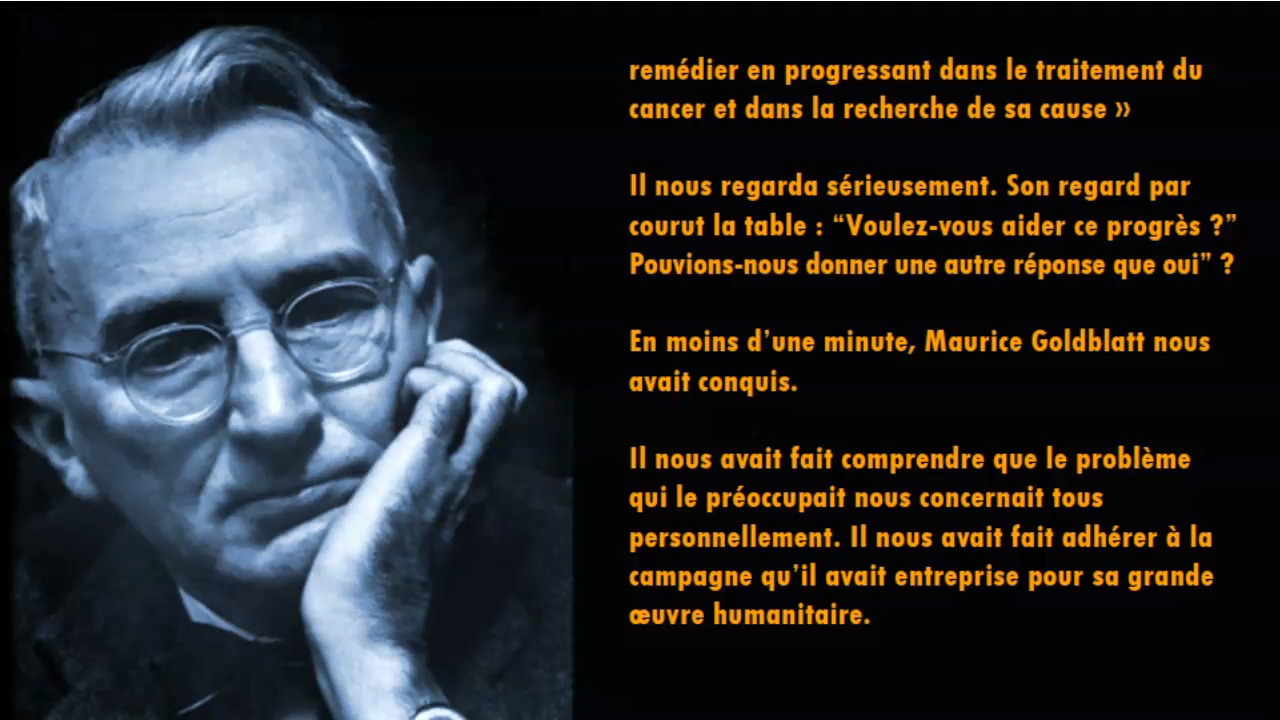 remédier en progressant dans le traitement du
cancer et dans la recherche de sa cause »
Il nous regarda sérieusement. Son regard par
courut la table : “Voulez-vous aider ce progrès ?”
Pouvions-nous donner une autre réponse que oui” ?
En moins d’une minute, Maurice Goldblatt nous
avait conquis.
Il nous avait fait comprendre que le problème
qui le préoccupait nous concernait tous
personnellement. Il nous avait fait adhérer à la
campagne qu’il avait entreprise pour sa grande
œuvre humanitaire.